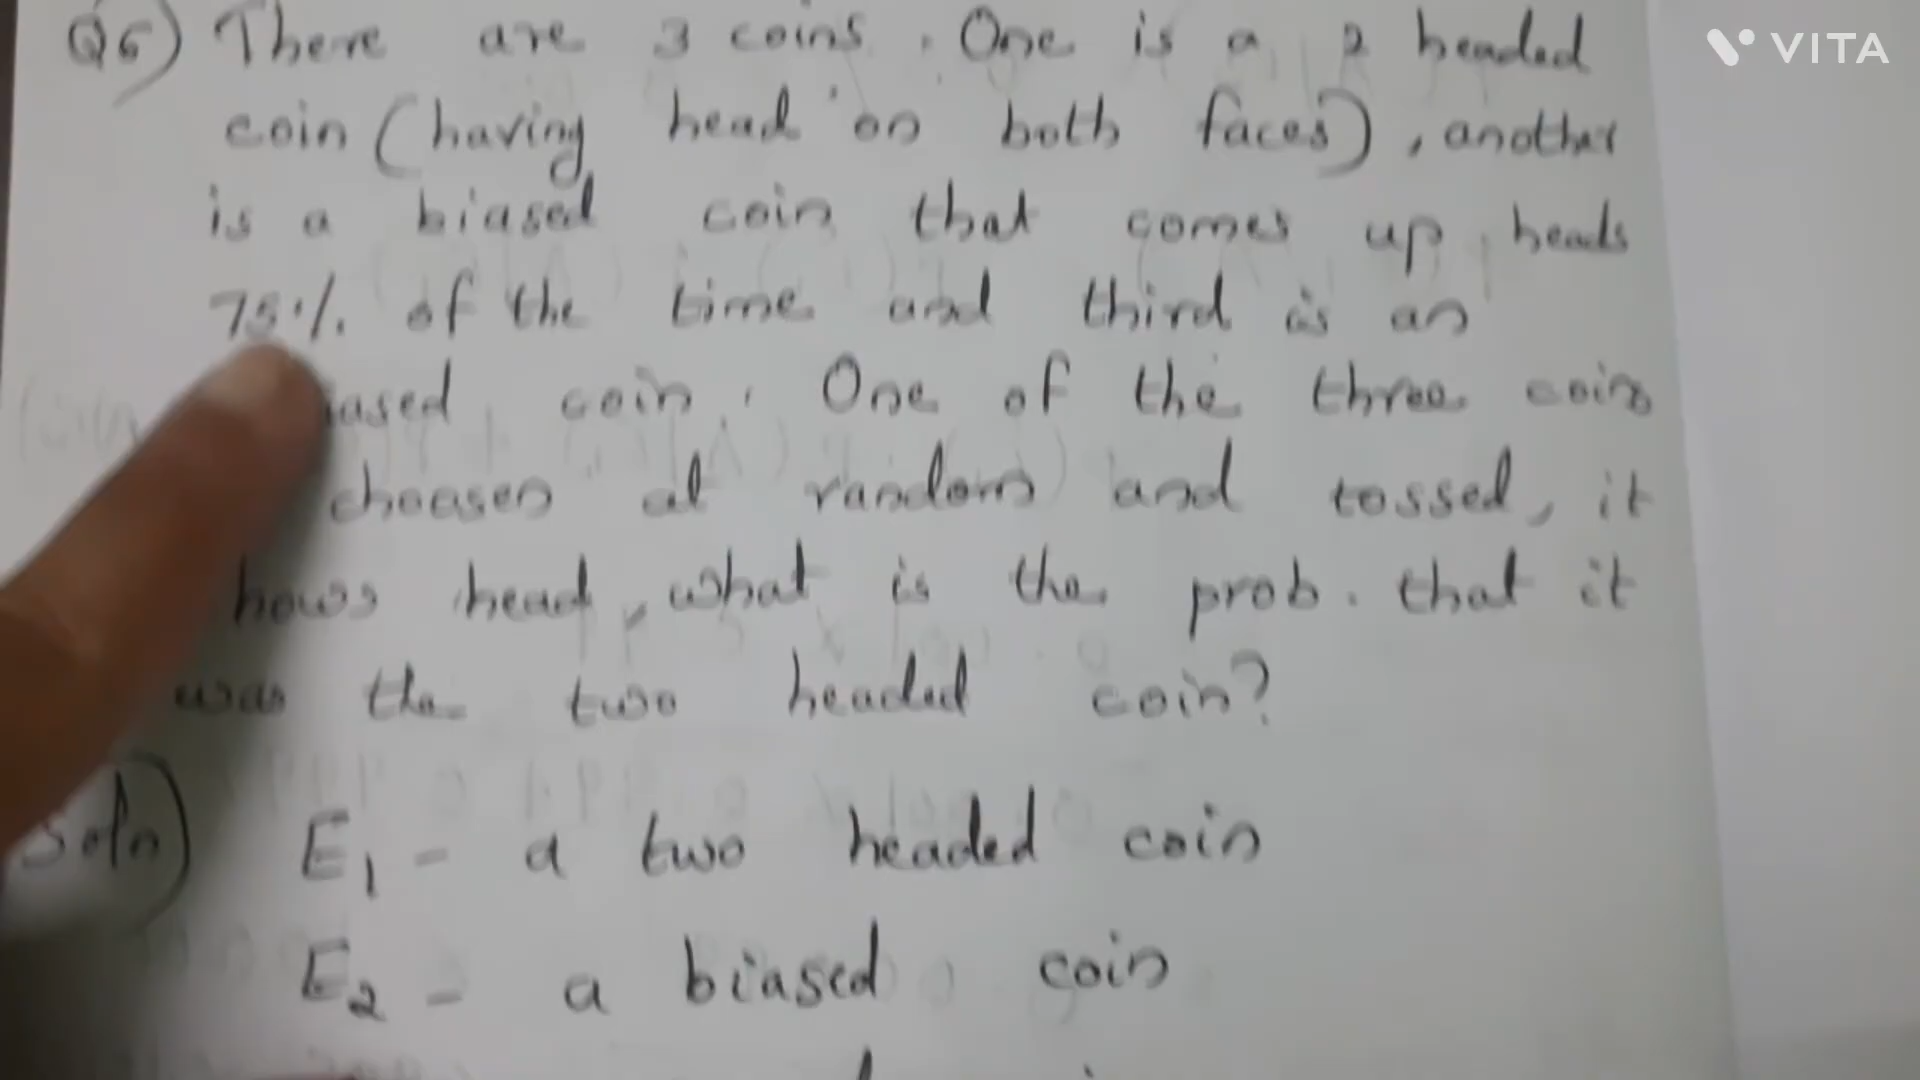 Q6) There are 3 coins. One is a 2 headed
VITA
coin (having head on both faces), another
is a biased coin that comes up heads
75% of the time and third is an
iased coin. One of the three coins
choosen at random and tossed, it
hows head, what is the prob. that it
was the two headed coin?
Soln)
E1 - a two headed coin
E2 - a biased coin